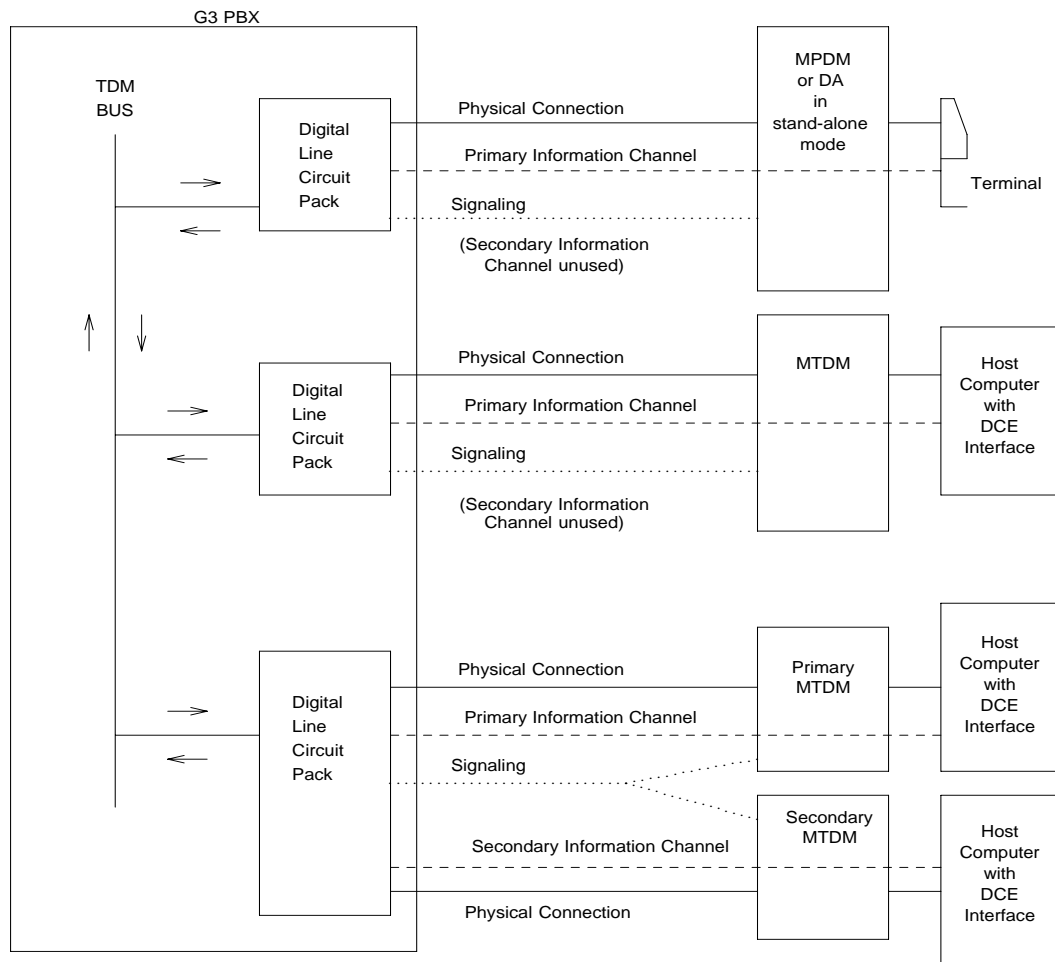 G3 PBX
TDM
BUS
Digital
Line
Circuit
Pack
Physical Connection
Primary Information Channel
Signaling
(Secondary Information
Channel unused)
MPDM
or DA
in
stand-alone
mode
Terminal
Digital
Line
Circuit
Pack
Physical Connection
Primary Information Channel
Signaling
(Secondary Information
Channel unused)
MTDM
Host
Computer
with
DCE
Interface
Digital
Line
Circuit
Pack
Physical Connection
Primary Information Channel
Signaling
Secondary Information Channel
Physical Connection
Primary
MTDM
Host
Computer
with
DCE
Interface
Secondary
MTDM
Host
Computer
with
DCE
Interface